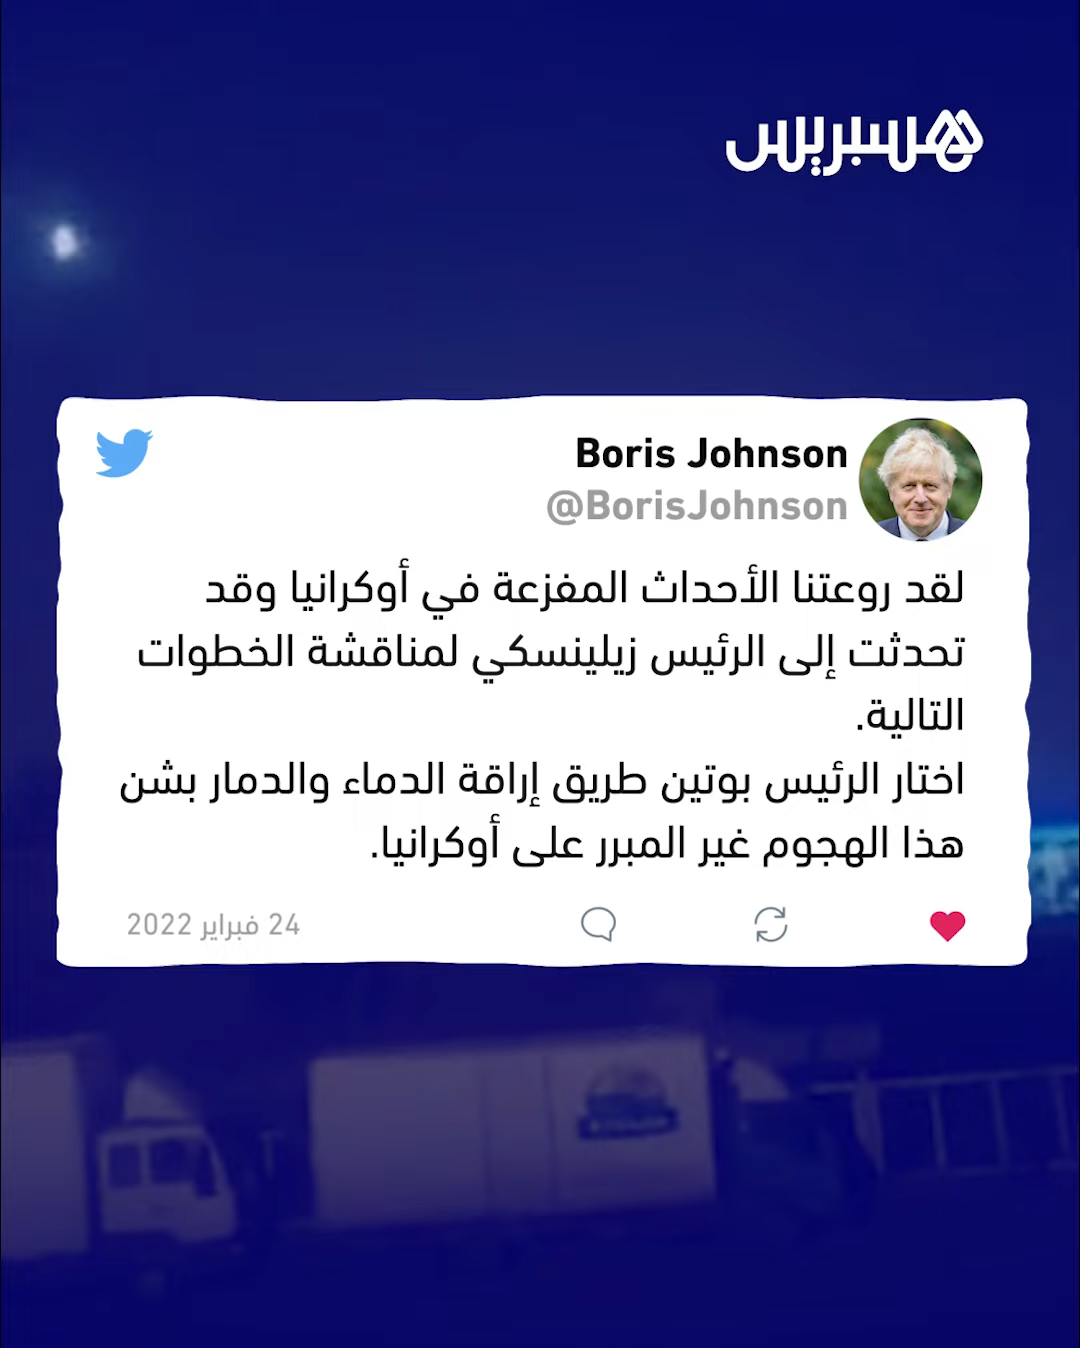 هسبريس
Boris Johnson
@BorisJohnson
لقد روعتنا الأحداث المفزعة في أوكرانيا وقد
تحدثت إلى الرئيس زيلينسكي لمناقشة الخطوات
التالية.
اختار الرئيس بوتين طريق إراقة الدماء والدمار بشن
هذا الهجوم غير المبرر على أوكرانيا.
24 فبراير 2022